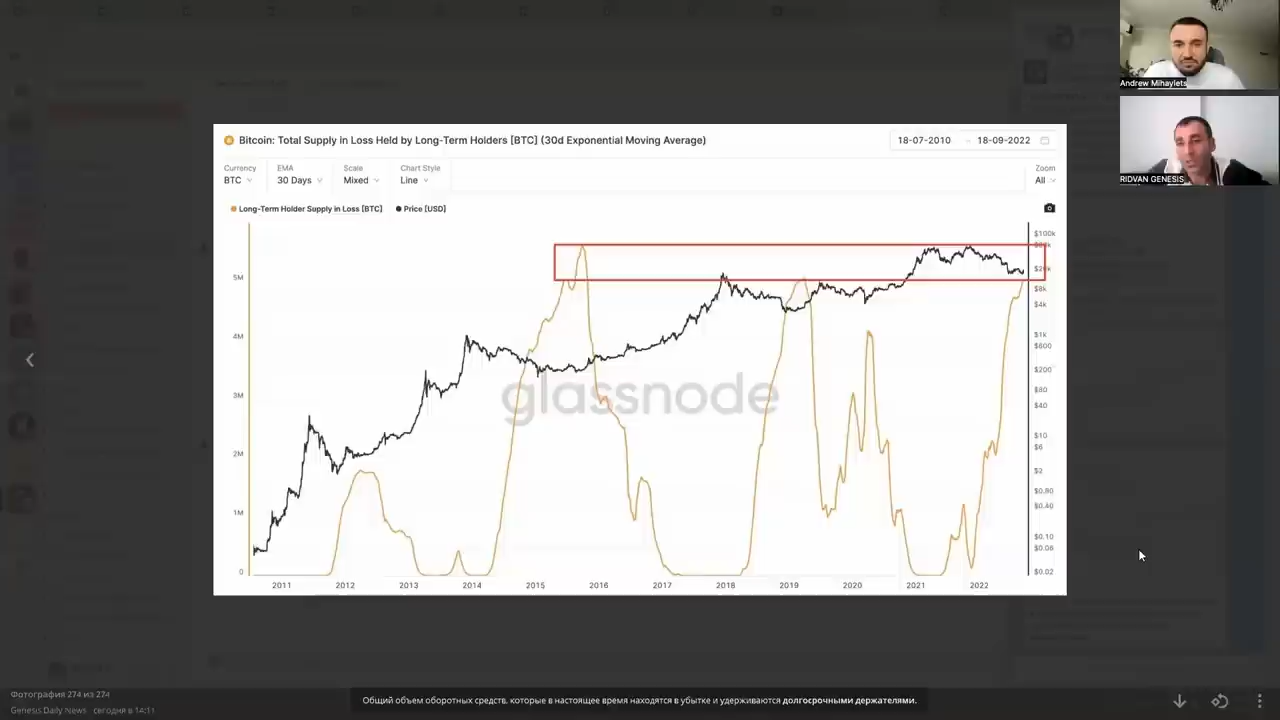 Andrew Mihaylets
RIDVAN GENESIS
Bitcoin: Total Supply in Loss Held by Long-Term Holders [BTC] (30d Exponential Moving Average)
18-07-2010 → 18-09-2022
Currency EMA Scale Chart Style Zoom
BTC 30 Days Mixed Line All
Long-Term Holder Supply in Loss [BTC] Price [USD]
$100k
5M
$8k
$4k
4M
$1k
$600
$200
3M
$80
$40
glassnode
$10
$6
2M
$2
$0.80
1M
$0.40
$0.10
$0.06
0
$0.02
2011 2012 2013 2014 2015 2016 2017 2018 2019 2020 2021 2022
Фотография 274 из 274
Genesis Daily News сегодня в 14:11
Общий объем оборотных средств, которые в настоящее время находятся в убытке и удерживаются долгосрочными держателями.